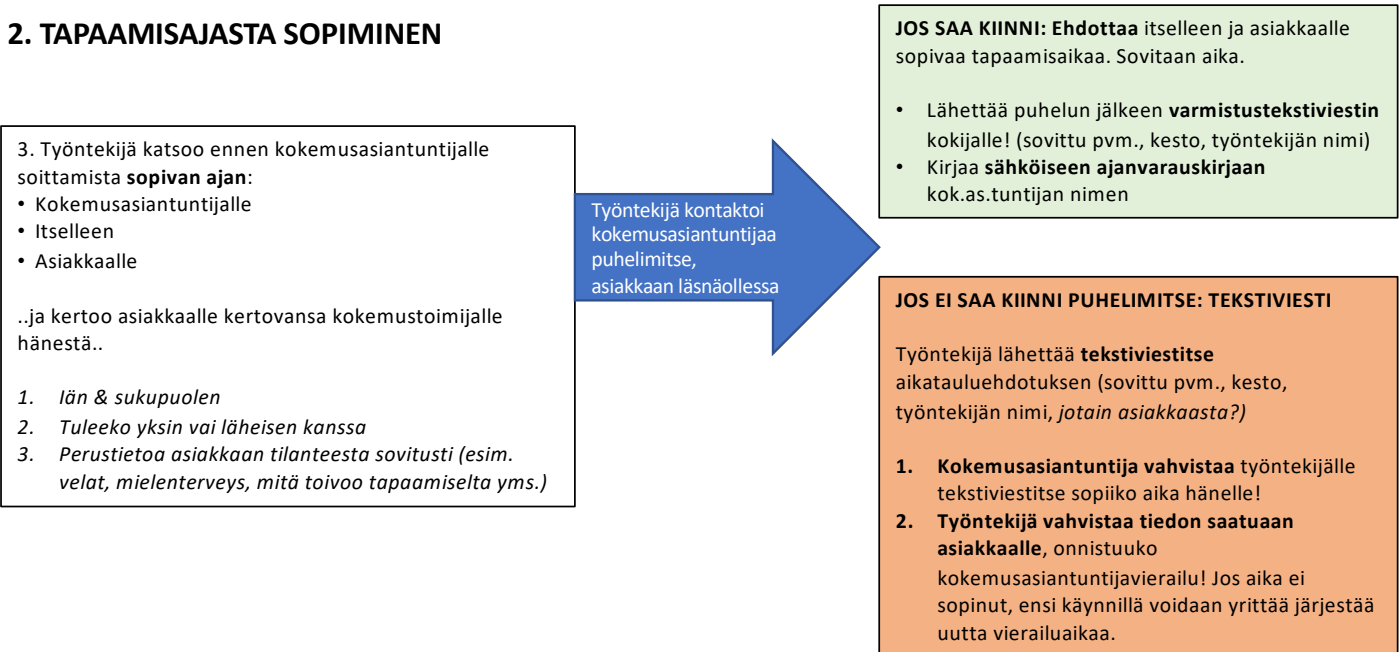 2. TAPAAMISAJASTA SOPIMINEN
3. Työntekijä katsoo ennen kokemusasiantuntijalle
soittamista sopivan ajan:
• Kokemusasiantuntijalle
• Itselleen
• Asiakkaalle
..ja kertoo asiakkaalle kertovansa kokemustoimijalle
hänestä..
1. Iän & sukupuolen
2. Tuleeko yksin vai läheisen kanssa
3. Perustietoa asiakkaan tilanteesta sovitusti (esim.
velat, mielenterveys, mitä toivoo tapaamiselta yms.)
Työntekijä kontaktoi
kokemusasiantuntijaa
puhelimitse,
asiakkaan läsnäollessa
JOS SAA KIINNI: Ehdottaa itselleen ja asiakkaalle
sopivaa tapaamisaikaa. Sovitaan aika.
• Lähettää puhelun jälkeen varmistustekstiviestin
kokijalle! (sovittu pvm., kesto, työntekijän nimi)
• Kirjaa sähköiseen ajanvarauskirjaan
kok.as.tuntijan nimen
JOS EI SAA KIINNI PUHELIMITSE: TEKSTIVIESTI
Työntekijä lähettää tekstiviestitse
aikatauluehdotuksen (sovittu pvm., kesto,
työntekijän nimi, jotain asiakkaasta?)
1. Kokemusasiantuntija vahvistaa työntekijälle
tekstiviestitse sopiiko aika hänelle!
2. Työntekijä vahvistaa tiedon saatuaan
asiakkaalle, onnistuuko
kokemusasiantuntijavierailu! Jos aika ei
sopinut, ensi käynnillä voidaan yrittää järjestää
uutta vierailuaikaa.